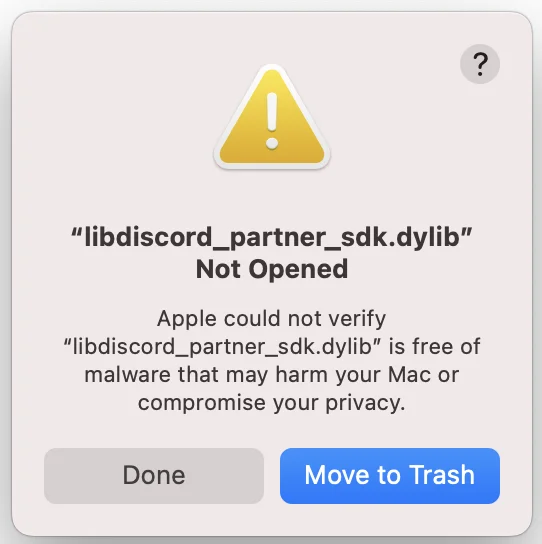 ?
“libdiscord_partner_sdk.dylib”
Not Opened
Apple could not verify
“libdiscord_partner_sdk.dylib” is free of
malware that may harm your Mac or
compromise your privacy.
Done
Move to Trash